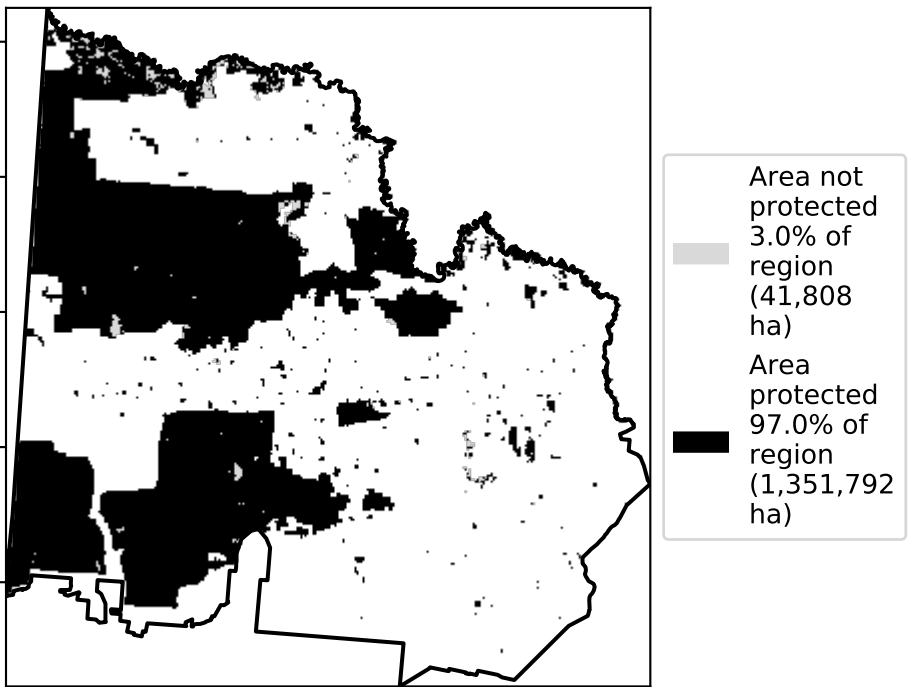 Area not
protected
3.0% of
region
(41,808
ha)
Area
protected
97.0% of
region
(1,351,792
ha)